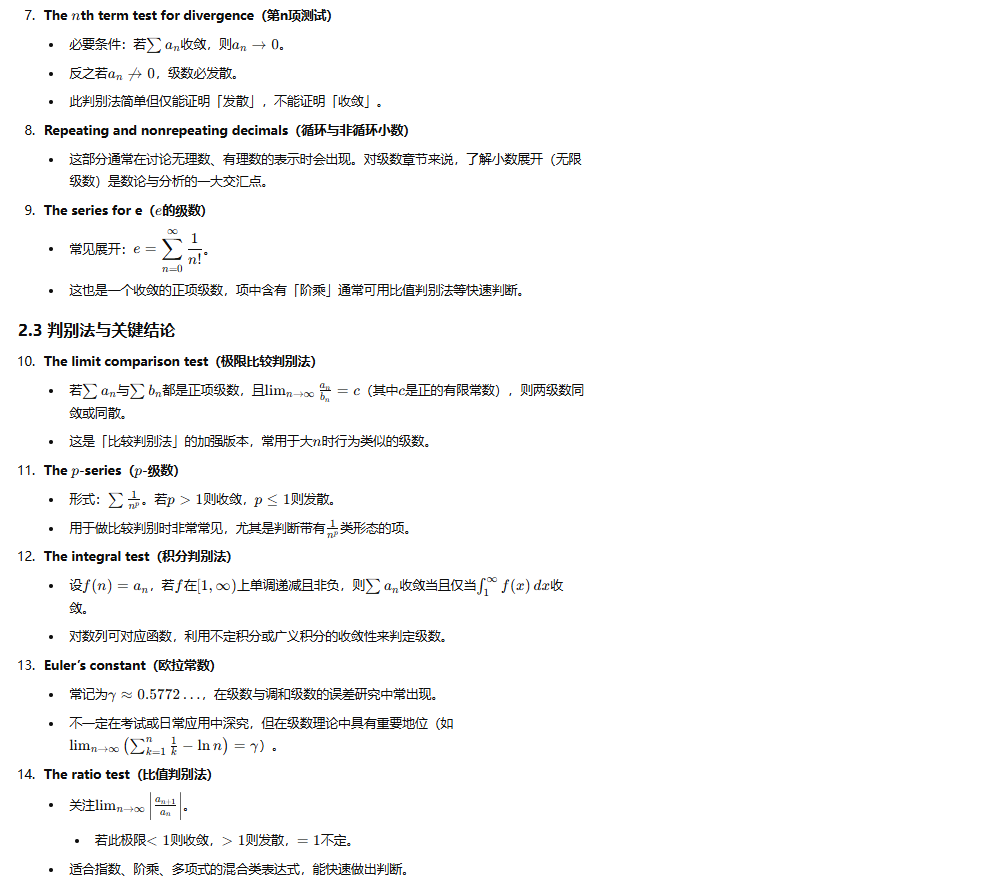 7. The nth term test for divergence（第n项测试）
• 必要条件：若∑ aₙ收敛，则aₙ → 0。
• 反之若aₙ ↛ 0，级数必发散。
• 此判别法简单但仅能证明「发散」，不能证明「收敛」。
8. Repeating and nonrepeating decimals（循环与非循环小数）
• 这部分通常在讨论无理数、有理数的表示时会出现。对级数章节来说，了解小数展开（无限
级数）是数论与分析的一大交汇点。
9. The series for e（e的级数）
• 常见展开：e = ∑_{n=0}^{∞} 1/n!。
• 这也是一个收敛的正项级数，项中含有「阶乘」通常可用比值判别法等快速判断。
2.3 判别法与关键结论
10. The limit comparison test（极限比较判别法）
• 若∑ aₙ与∑ bₙ都是正项级数，且lim_{n→∞} aₙ/bₙ = c（其中c是正的有限常数），则两级数同
敛或同散。
• 这是「比较判别法」的加强版本，常用于大n时行为类似的级数。
11. The p-series（p-级数）
• 形式：∑ 1/nᵖ。若p > 1则收敛，p ≤ 1则发散。
• 用于做比较判别时非常常见，尤其是判断带有1/nᵖ类形态的项。
12. The integral test（积分判别法）
• 设f(n) = aₙ，若f在[1, ∞)上单调递减且非负，则∑ aₙ收敛当且仅当∫₁^∞ f(x) dx收
敛。
• 对数列可对应函数，利用不定积分或广义积分的收敛性来判定级数。
13. Euler’s constant（欧拉常数）
• 常记为γ ≈ 0.5772 …，在级数与调和级数的误差研究中常出现。
• 不一定在考试或日常应用中深究，但在级数理论中具有重要地位（如
lim_{n→∞} (∑_{k=1}^{n} 1/k − ln n) = γ）。
14. The ratio test（比值判别法）
• 关注lim_{n→∞} |aₙ₊₁/aₙ|。
• 若此极限< 1则收敛，> 1则发散，= 1不定。
• 适合指数、阶乘、多项式的混合类表达式，能快速做出判断。